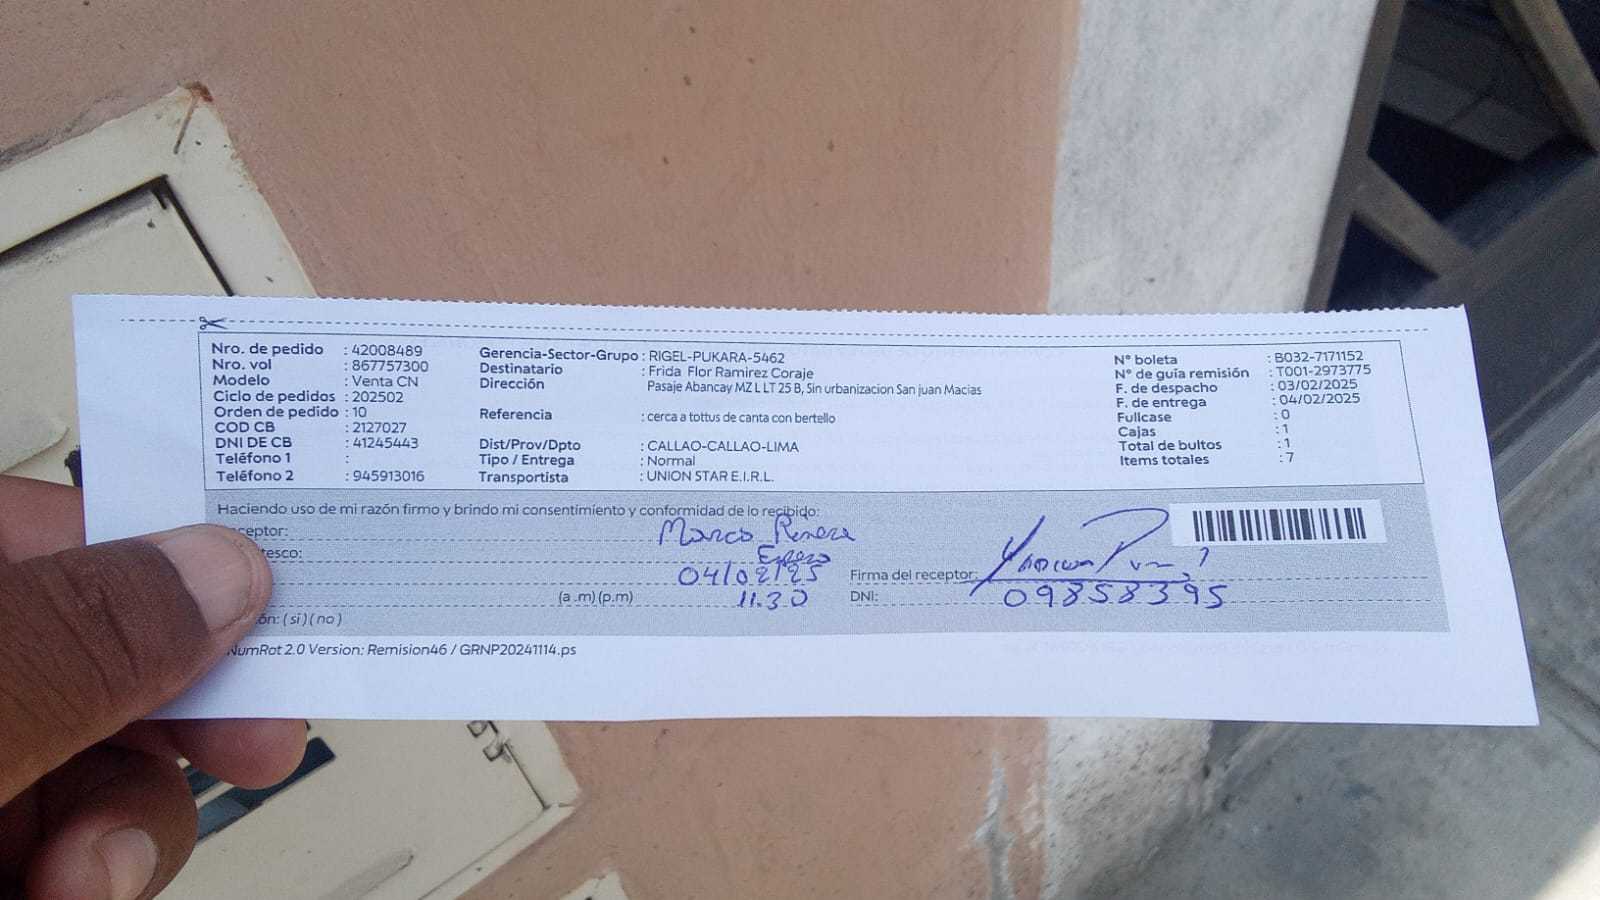 Nro. de pedido : 42008489
Nro. vol : 867757300
Modelo : Venta CN
Ciclo de pedidos : 202502
Orden de pedido : 10
COD CB : 2127027
DNI DE CB : 41245443
Teléfono 1 :
Teléfono 2 : 945913016
Gerencia-Sector-Grupo : RIGEL-PUKARA-5462
Destinatario : Frida Flor Ramirez Coraje
Dirección Pasaje Abancay MZ L LT 25 B, Sin urbanizacion San juan Macias
Referencia : cerca a tottus de canta con bertello
Dist/Prov/Dpto : CALLAO-CALLAO-LIMA
Tipo / Entrega : Normal
Transportista : UNION STAR E.I.R.L.
N° boleta : B032-7171152
N° de guía remisión : T001-2973775
F. de despacho : 03/02/2025
F. de entrega : 04/02/2025
Fullcase : 0
Cajas : 1
Total de bultos : 1
Items totales : 7
Haciendo uso de mi razón firmo y brindo mi consentimiento y conformidad de lo recibido:
ceptor: Marco
tesco:
04/02/25 Firma del receptor:
(a .m) (p.m) 11.30 DNI: 09858395
ón: ( si ) ( no )
NumRot 2.0 Version: Remision46 / GRNP20241114.ps